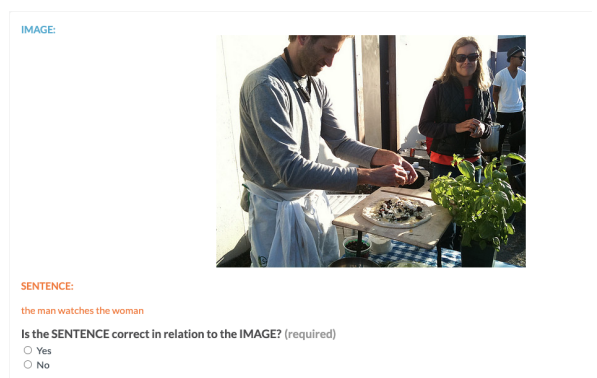 IMAGE:
SENTENCE:
the man watches the woman
Is the SENTENCE correct in relation to the IMAGE? (required)
Yes
No